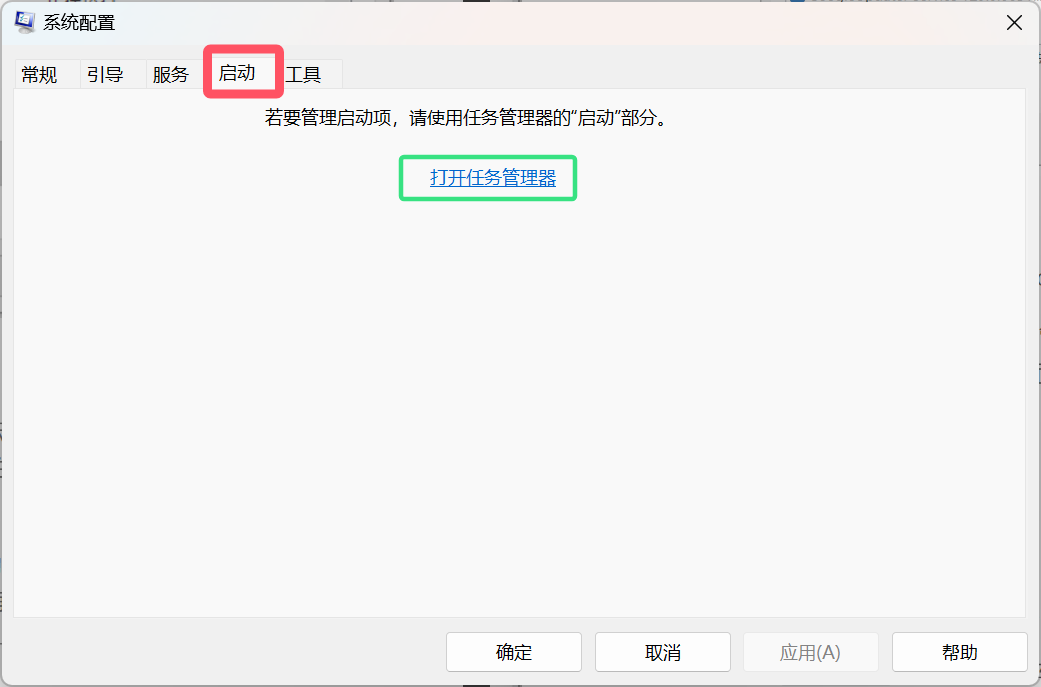 系统配置
常规 引导 服务 启动 工具
若要管理启动项，请使用任务管理器的“启动”部分。
打开任务管理器
确定 取消 应用(A) 帮助